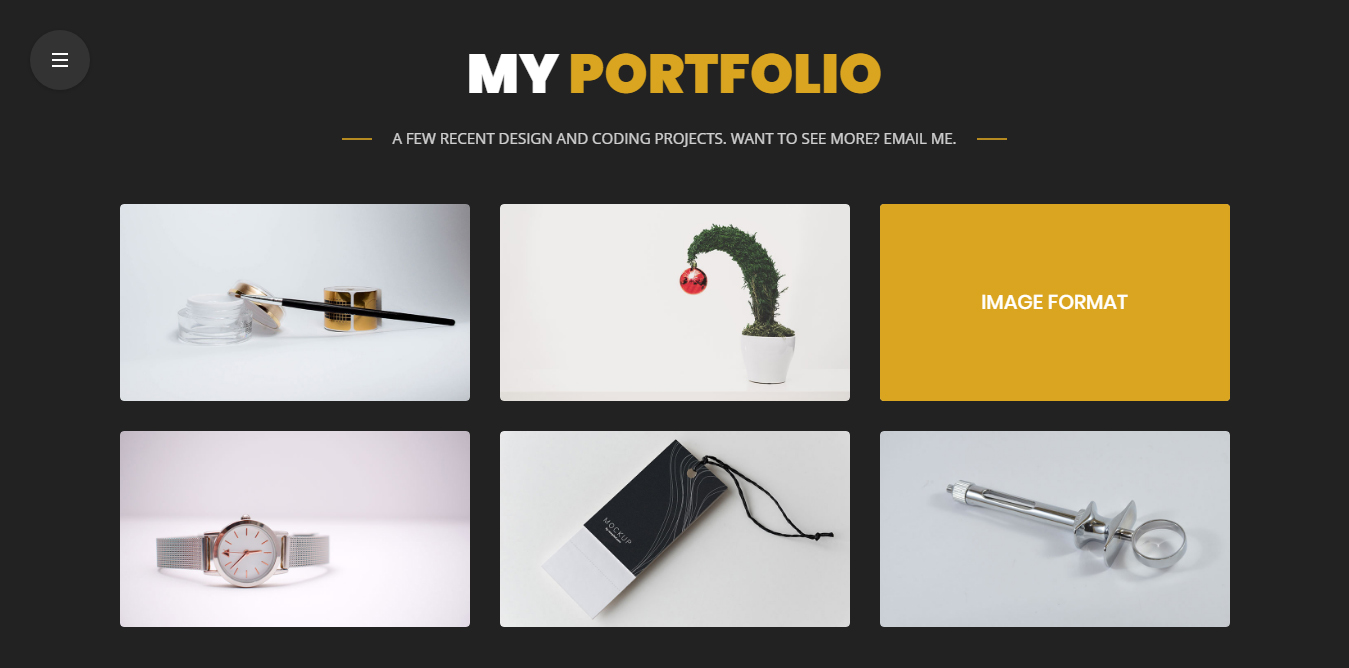 MY PORTFOLIO
A FEW RECENT DESIGN AND CODING PROJECTS. WANT TO SEE MORE? EMAIL ME.
IMAGE FORMAT
MOCKUP